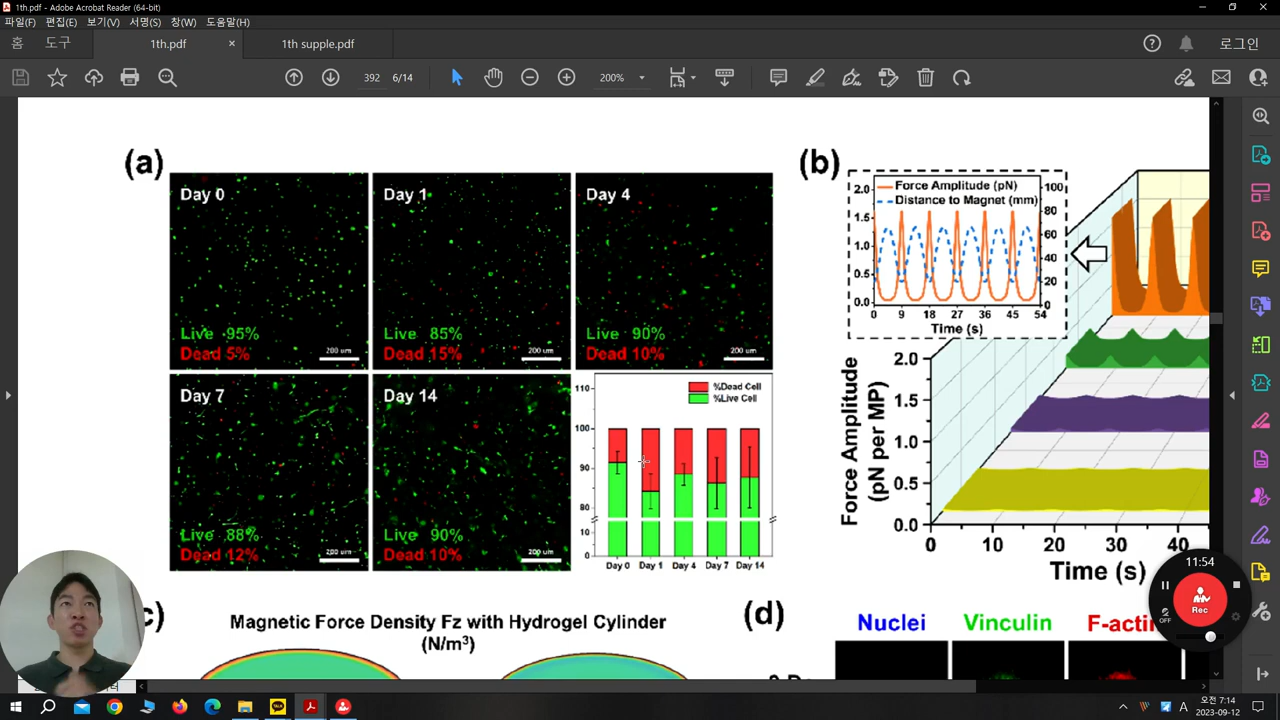 1th.pdf - Adobe Acrobat Reader (64-bit)
파일(F) 편집(E) 보기(V) 서명(S) 창(W) 도움말(H)
홈 도구 1th.pdf × 1th supple.pdf 로그인
392 6/14 200%
(a)
Day 0
Live 95%
Dead 5%
200 um
Day 1
Live 85%
Dead 15%
200 um
Day 4
Live 90%
Dead 10%
200 um
Day 7
Live 88%
Dead 12%
200 um
Day 14
Live 90%
Dead 10%
200 um
%Dead Cell
%Live Cell
110
100
90
80
10
0
Day 0 Day 1 Day 4 Day 7 Day 14
(b)
Force Amplitude (pN)
Distance to Magnet (mm)
2.0
1.5
1.0
0.5
0.0
100
80
60
40
20
0
0 9 18 27 36 45 54
Time (s)
Force Amplitude
(pN per MP)
2.0
1.5
1.0
0.5
0.0
0 10 20 30 40
Time (s)
c)
Magnetic Force Density Fz with Hydrogel Cylinder
(N/m³)
(d)
Nuclei Vinculin F-actin
11:54
Rec
OFF
TALK
A
오전 7:14
2023-09-12